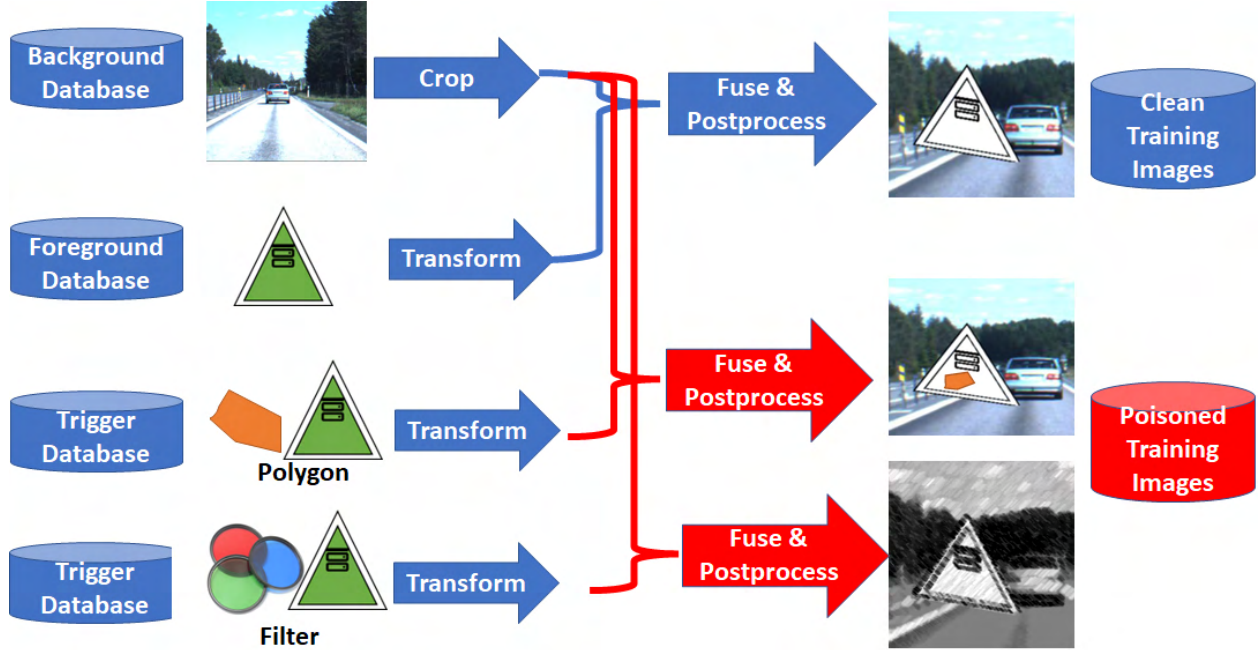 Background
Database
Crop
Fuse &
Postprocess
Clean
Training
Images
Foreground
Database
Transform
Trigger
Database
Polygon
Transform
Fuse &
Postprocess
Poisoned
Training
Images
Trigger
Database
Filter
Transform
Fuse &
Postprocess